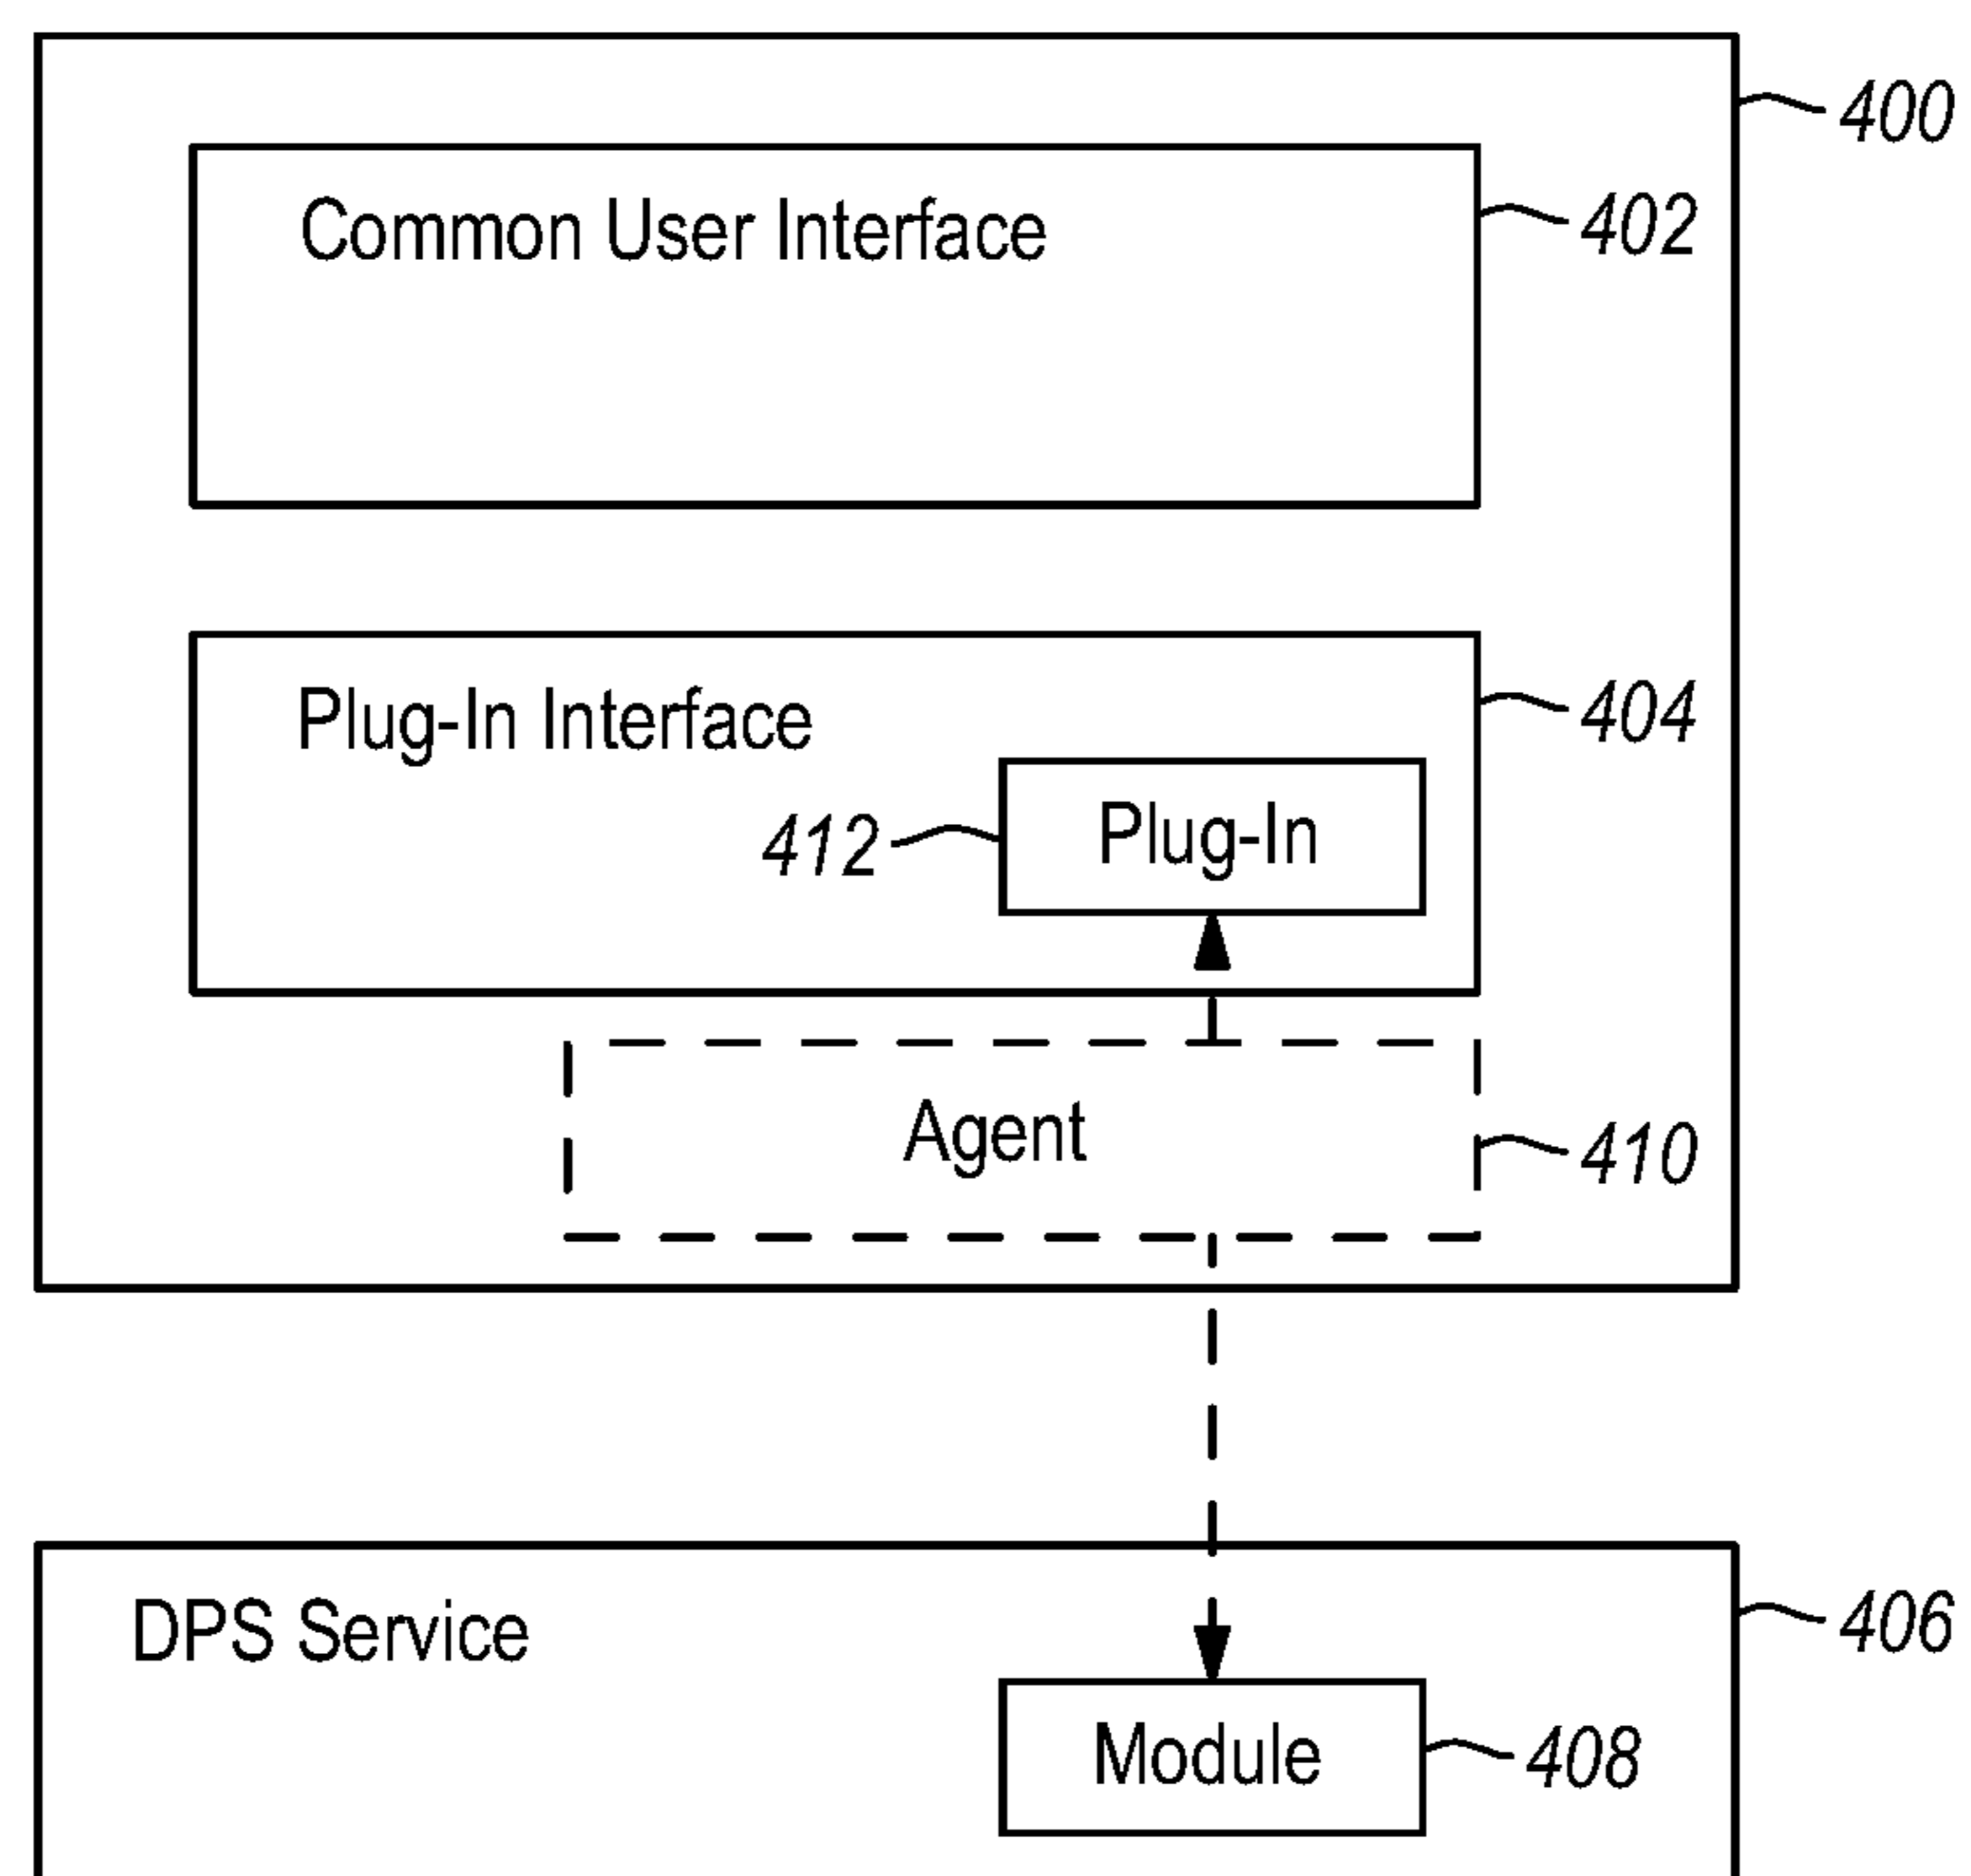 400
Common User Interface
402
Plug-In Interface
404
412
Plug-In
Agent
410
DPS Service
406
Module
408